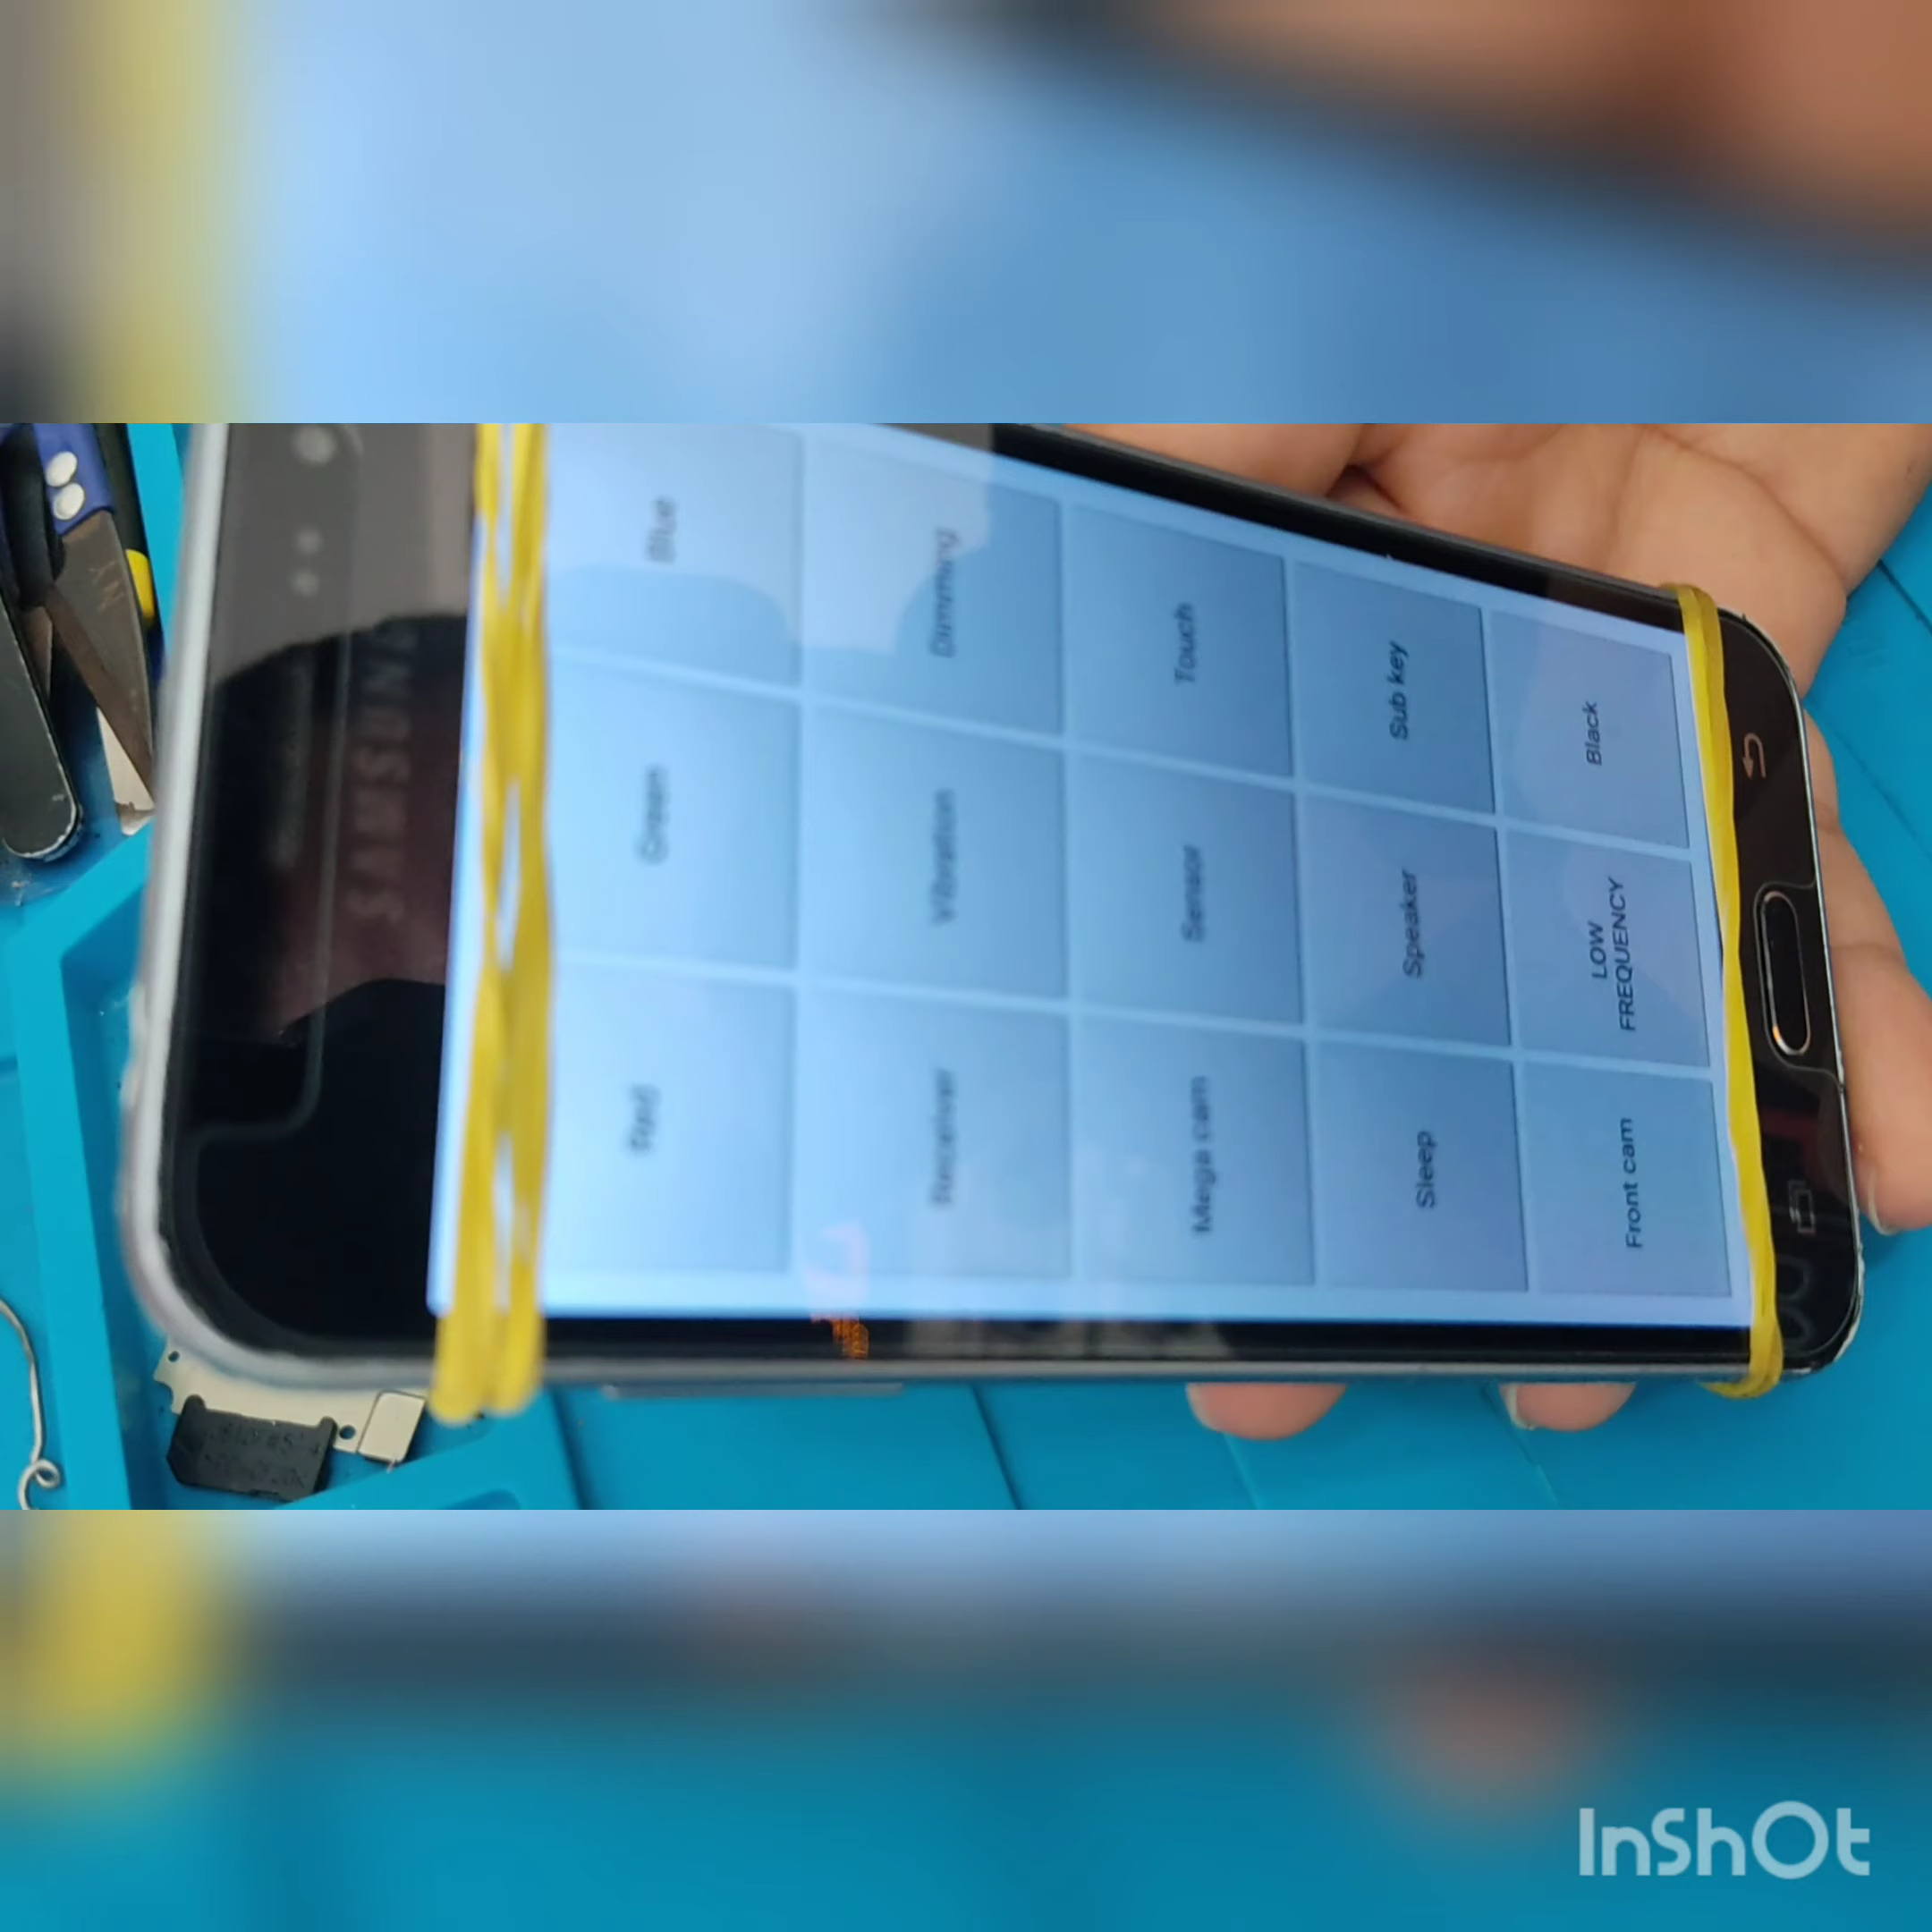 SAMSUNG
Red
Green
Blue
Receiver
Vibration
Dimming
Mega cam
Sensor
Touch
Sleep
Speaker
Sub key
Front cam
LOW
FREQUENCY
Black
InShOt